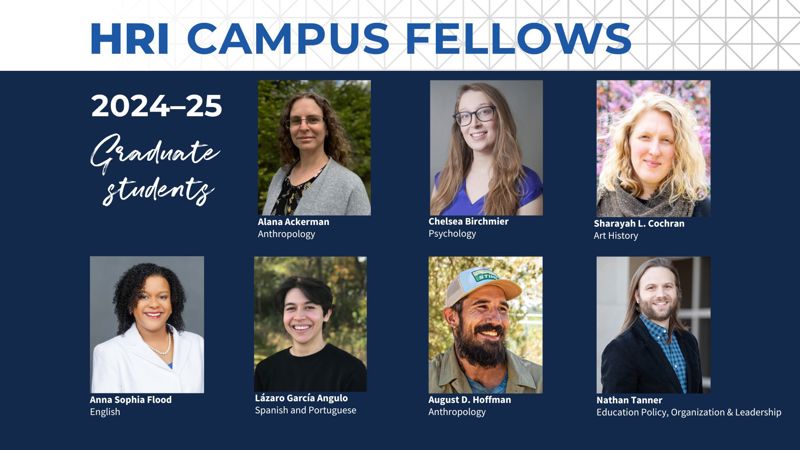 HRI CAMPUS FELLOWS
2024–25
Graduate
students
Alana Ackerman
Anthropology
Chelsea Birchmier
Psychology
Sharayah L. Cochran
Art History
Anna Sophia Flood
English
Lázaro García Angulo
Spanish and Portuguese
August D. Hoffman
Anthropology
Nathan Tanner
Education Policy, Organization & Leadership